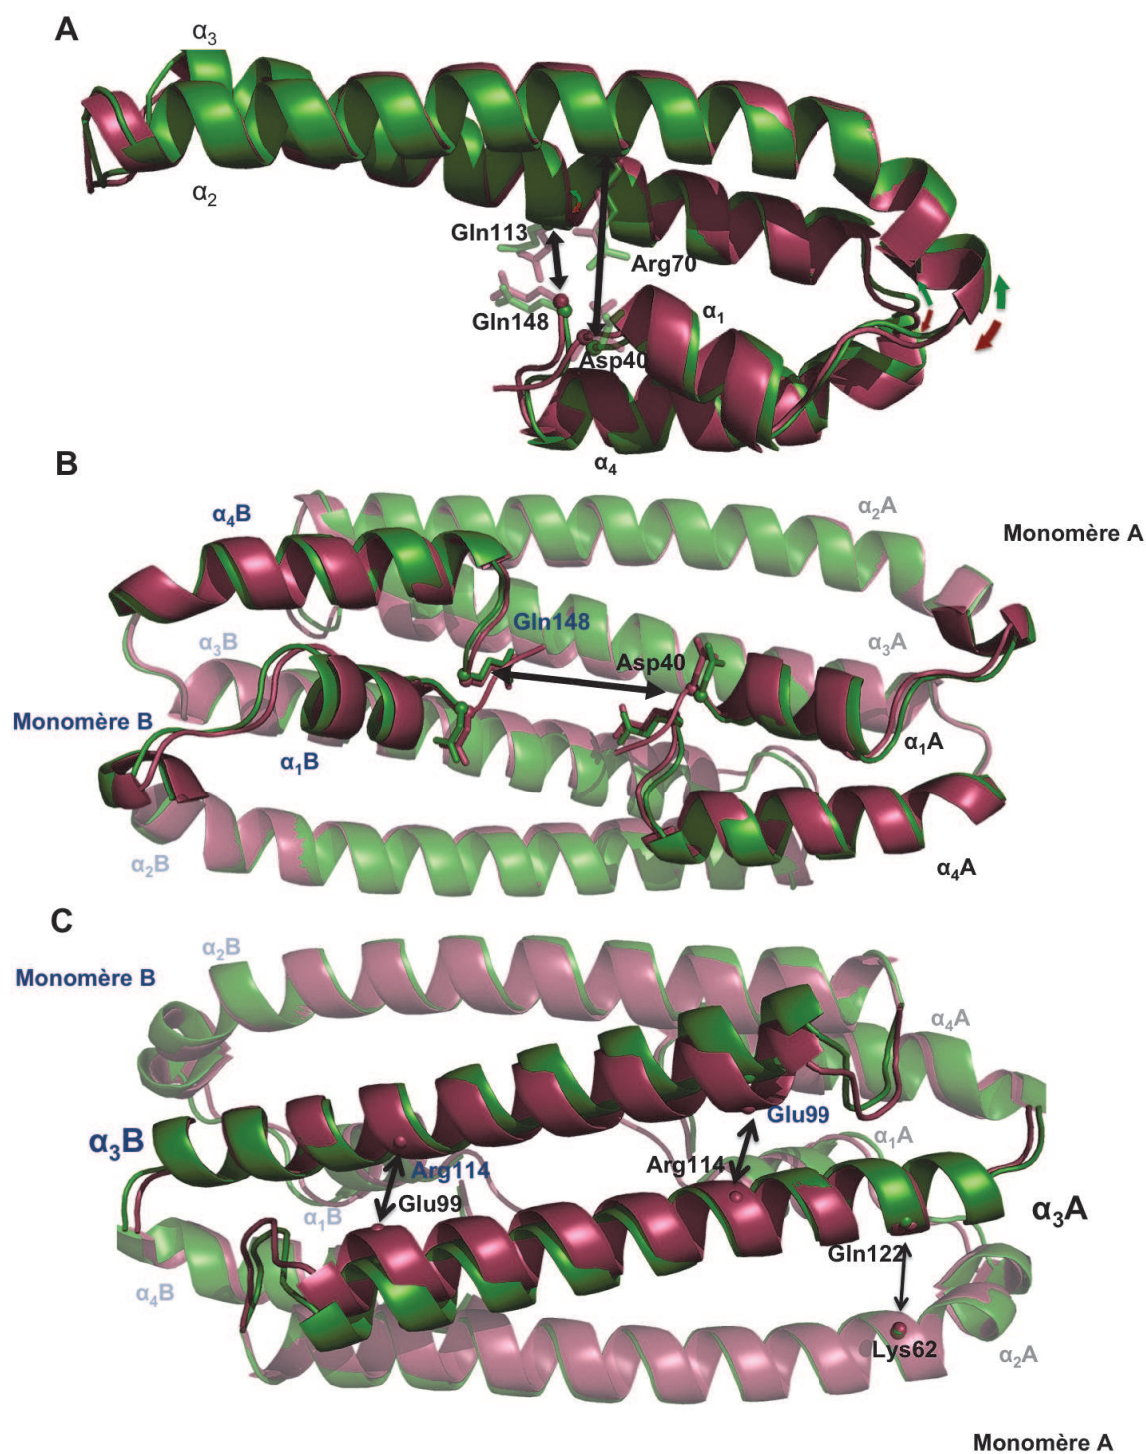 A
α3
α2
Gln113
Arg70
Gln148
α1
Asp40
α4
B
α4B
α2A
Monomère A
Gln148
α3B
Asp40
α3A
Monomère B
α1B
α1A
α2B
α4A
C
α2B
Monomère B
α4A
Glu99
α3B
α1A
Arg114
Arg114
Glu99
α1B
α3A
Gln122
α4B
Lys62
α2A
Monomère A